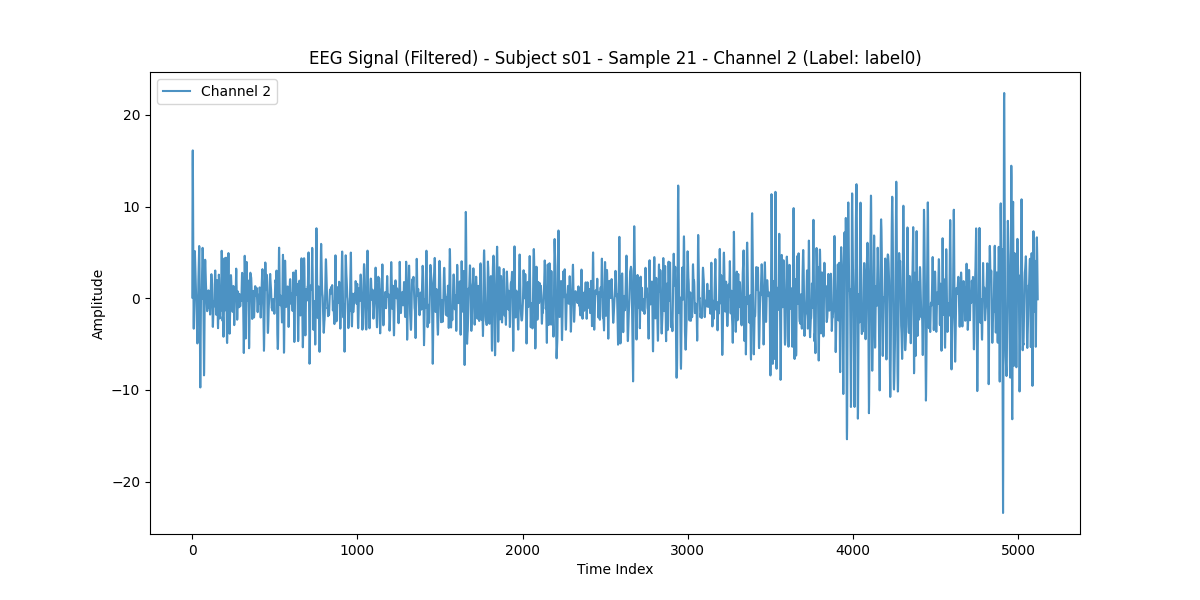 EEG Signal (Filtered) - Subject s01 - Sample 21 - Channel 2 (Label: label0)
Channel 2
20
10
0
−10
−20
Amplitude
0 1000 2000 3000 4000 5000
Time Index